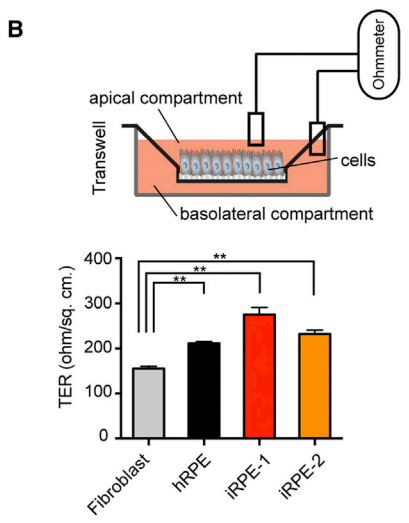 B
Ohmmeter
apical compartment
Transwell
cells
basolateral compartment
TER (ohm/sq. cm.)
400
300
200
100
0
**
**
**
Fibroblast
hRPE
iRPE-1
iRPE-2